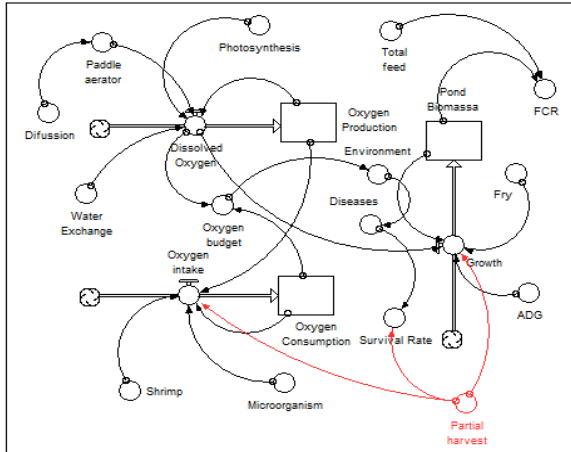 Photosynthesis
Total
feed
Paddle
aerator
Pond
Biomassa
FCR
Difussion
Oxygen
Production
Dissolved
Oxygen
Environment
Fry
Diseases
Water
Exchange
Oxygen
budget
Oxygen
intake
Growth
ADG
Oxygen
Consumption
Survival Rate
Shrimp
Microorganism
Partial
harvest